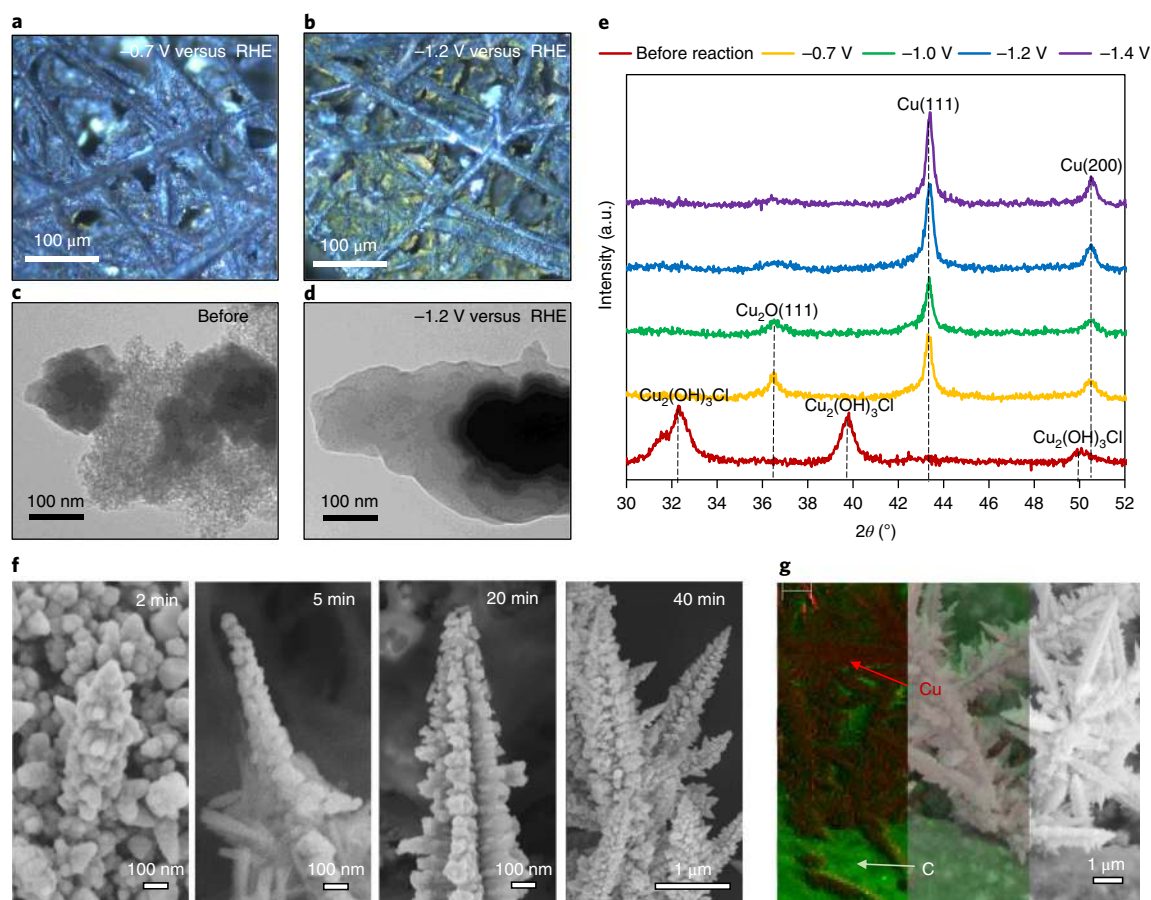 a
−0.7 V versus RHE
100 μm
b
−1.2 V versus RHE
100 μm
c
Before
100 nm
d
−1.2 V versus RHE
100 nm
e
Before reaction −0.7 V −1.0 V −1.2 V −1.4 V
Cu(111)
Cu(200)
Cu₂O(111)
Cu₂(OH)₃Cl
Cu₂(OH)₃Cl
Cu₂(OH)₃Cl
Intensity (a.u.)
30 32 34 36 38 40 42 44 46 48 50 52
2θ (°)
f
2 min
100 nm
5 min
100 nm
20 min
100 nm
40 min
1 μm
g
Cu
C
1 μm